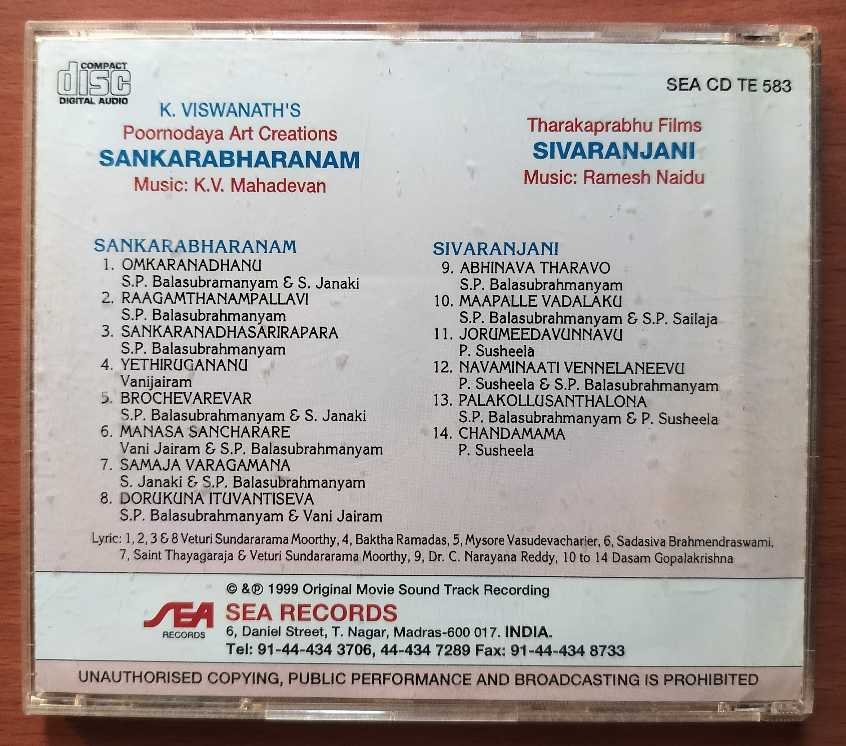 COMPACT
disc
DIGITAL AUDIO
SEA CD TE 583
K. VISWANATH'S
Poornodaya Art Creations
SANKARABHARANAM
Music: K.V. Mahadevan
Tharakaprabhu Films
SIVARANJANI
Music: Ramesh Naidu
SANKARABHARANAM
1. OMKARANADHANU
S.P. Balasubramanyam & S. Janaki
2. RAAGAMTHANAMPALLAVI
S.P. Balasubrahmanyam
3. SANKARANADHASARIRAPARA
S.P. Balasubrahmanyam
4. YETHIRUGANANU
Vanijairam
5. BROCHEVAREVAR
S.P. Balasubrahmanyam & S. Janaki
6. MANASA SANCHARARE
Vani Jairam & S.P. Balasubrahmanyam
7. SAMAJA VARAGAMANA
S. Janaki & S.P. Balasubrahmanyam
8. DORUKUNA ITUVANTISEVA
S.P. Balasubrahmanyam & Vani Jairam
SIVARANJANI
9. ABHINAVA THARAVO
S.P. Balasubrahmanyam
10. MAAPALLE VADALAKU
S.P. Balasubrahmanyam & S.P. Sailaja
11. JORUMEEDAVUNNAVU
P. Susheela
12. NAVAMINAATI VENNELANEEVU
P. Susheela & S.P. Balasubrahmanyam
13. PALAKOLLUSANTHALONA
S.P. Balasubrahmanyam & P. Susheela
14. CHANDAMAMA
P. Susheela
Lyric: 1, 2, 3 & 8 Veturi Sundararama Moorthy, 4, Baktha Ramadas, 5, Mysore Vasudevacharier, 6, Sadasiva Brahmendraswami,
7, Saint Thayagaraja & Veturi Sundararama Moorthy, 9, Dr. C. Narayana Reddy, 10 to 14 Dasam Gopalakrishna
© & ℗ 1999 Original Movie Sound Track Recording
SEA
RECORDS
SEA RECORDS
6, Daniel Street, T. Nagar, Madras-600 017. INDIA.
Tel: 91-44-434 3706, 44-434 7289 Fax: 91-44-434 8733
UNAUTHORISED COPYING, PUBLIC PERFORMANCE AND BROADCASTING IS PROHIBITED